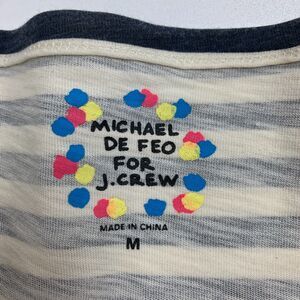 MICHAEL
DE FEO
FOR
J.CREW
MADE IN CHINA
M